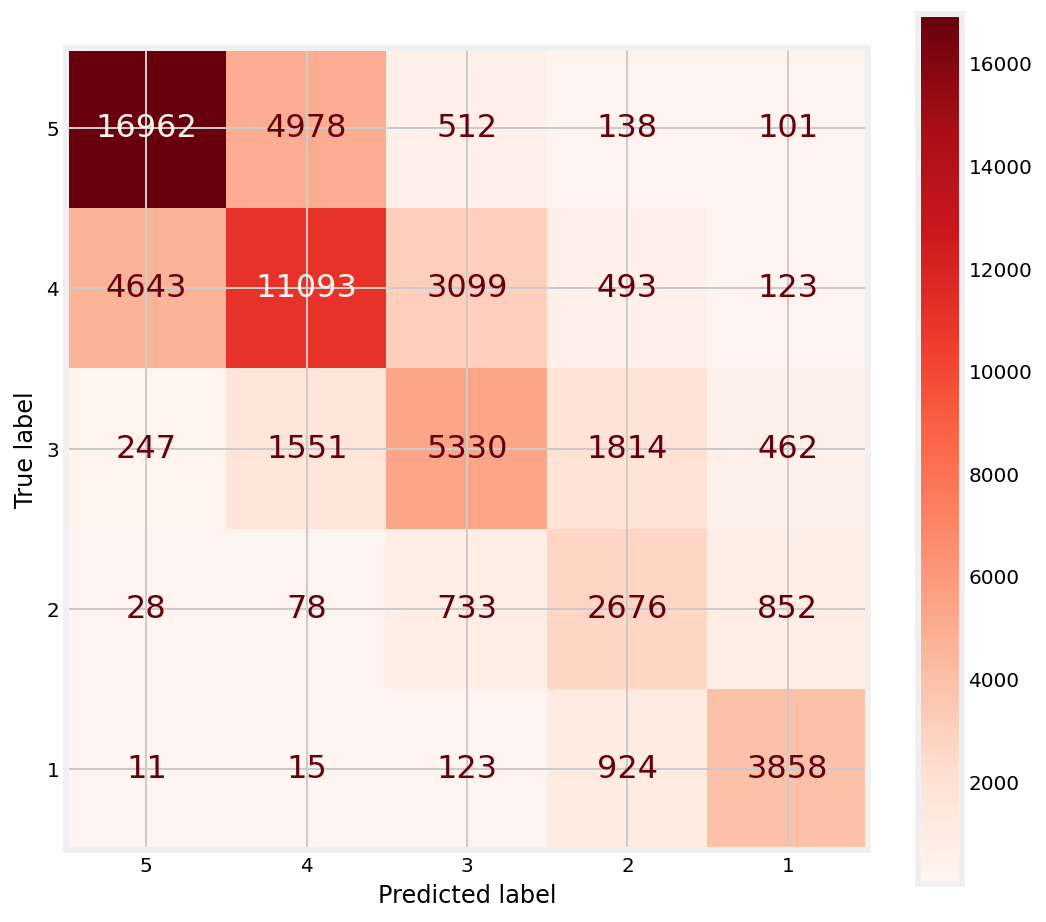 5 16962 4978 512 138 101
4 4643 11093 3099 493 123
3 247 1551 5330 1814 462
2 28 78 733 2676 852
1 11 15 123 924 3858
5 4 3 2 1
Predicted label
True label
16000
14000
12000
10000
8000
6000
4000
2000